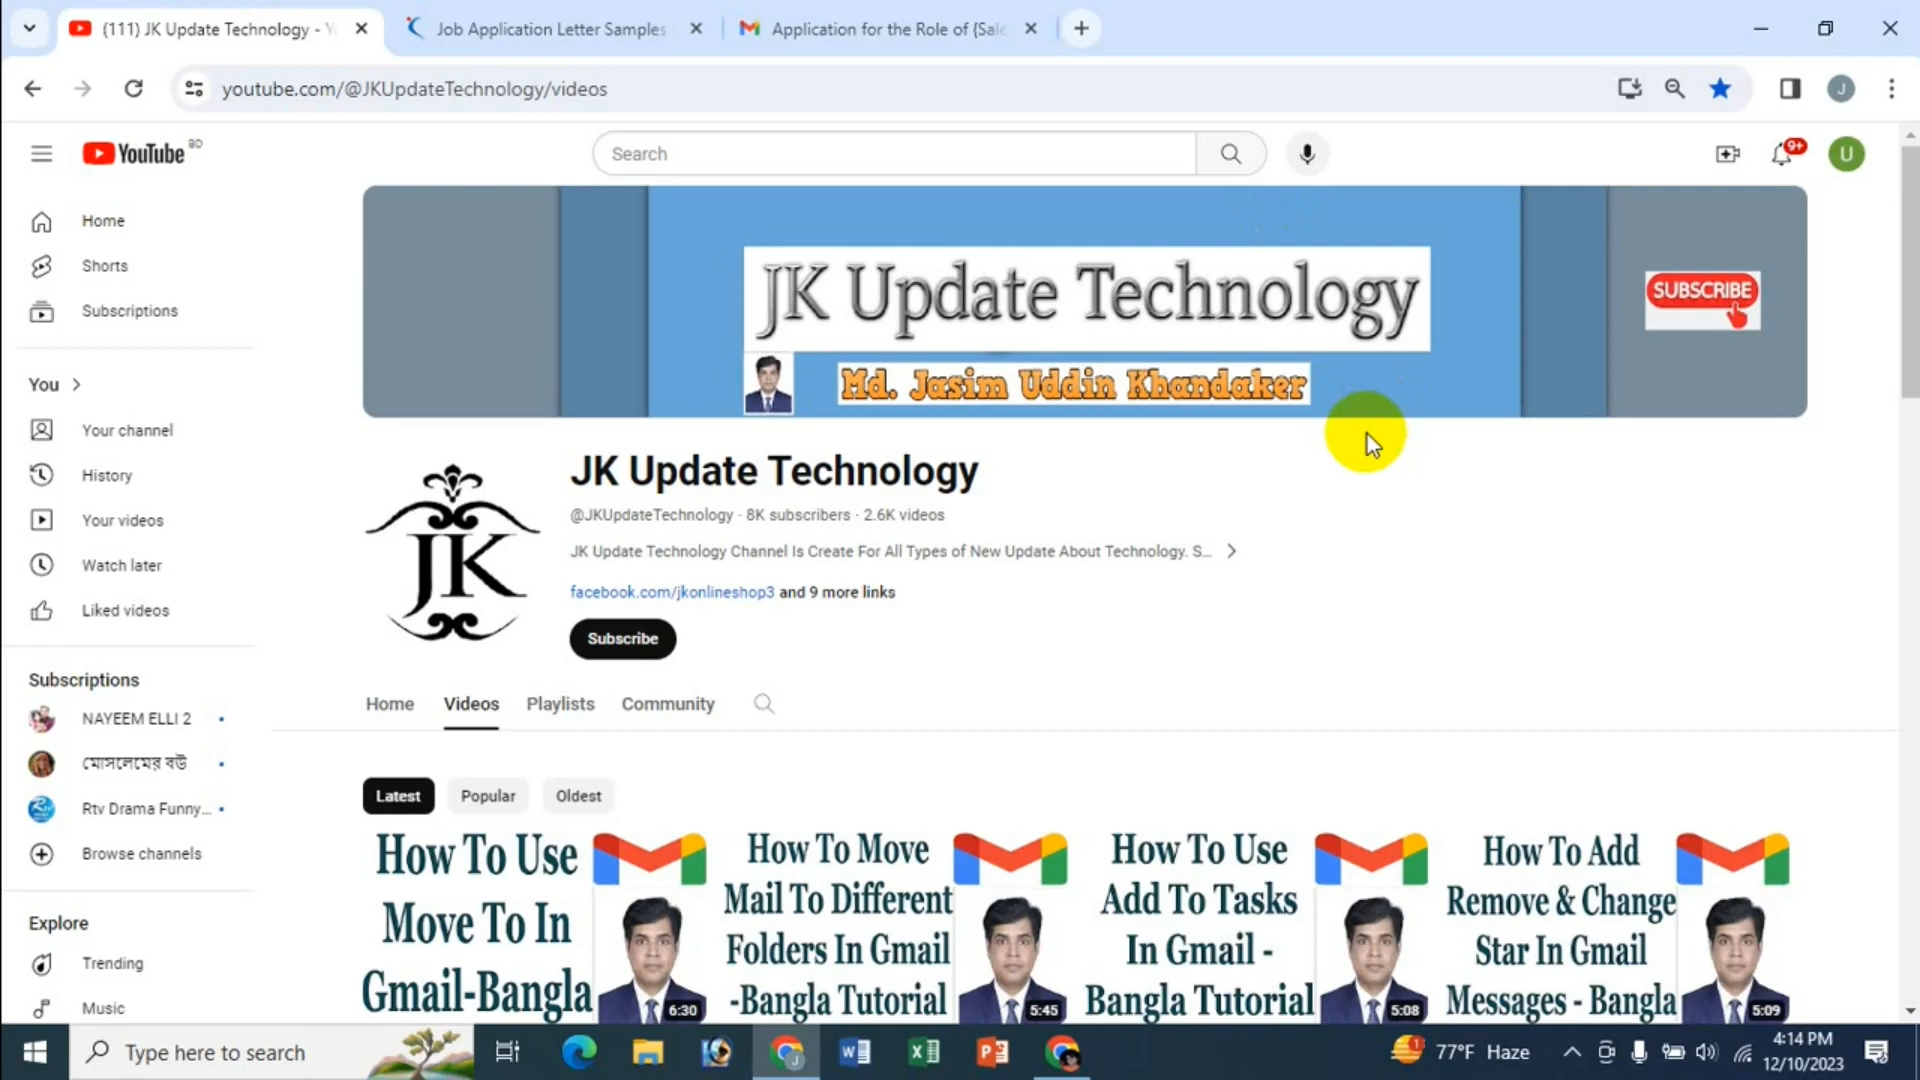 (111) JK Update Technology - Y
Job Application Letter Samples
Application for the Role of {Sale
youtube.com/@JKUpdateTechnology/videos
J
YouTube BD
Search
9+
U
Home
Shorts
Subscriptions
You
Your channel
History
Your videos
Watch later
Liked videos
Subscriptions
NAYEEM ELLI 2
মোসলেমের বউ
Rtv Drama Funny...
Browse channels
Explore
Trending
Music
JK Update Technology
Md. Jasim Uddin Khandaker
SUBSCRIBE
JK
JK Update Technology
@JKUpdateTechnology · 8K subscribers · 2.6K videos
JK Update Technology Channel Is Create For All Types of New Update About Technology. S...
facebook.com/jkonlineshop3 and 9 more links
Subscribe
Home Videos Playlists Community
Latest Popular Oldest
How To Use
Move To In
Gmail-Bangla
6:30
How To Move
Mail To Different
Folders In Gmail
-Bangla Tutorial
5:45
How To Use
Add To Tasks
In Gmail -
Bangla Tutorial
5:08
How To Add
Remove & Change
Star In Gmail
Messages - Bangla
5:09
Type here to search
77°F Haze
4:14 PM
12/10/2023